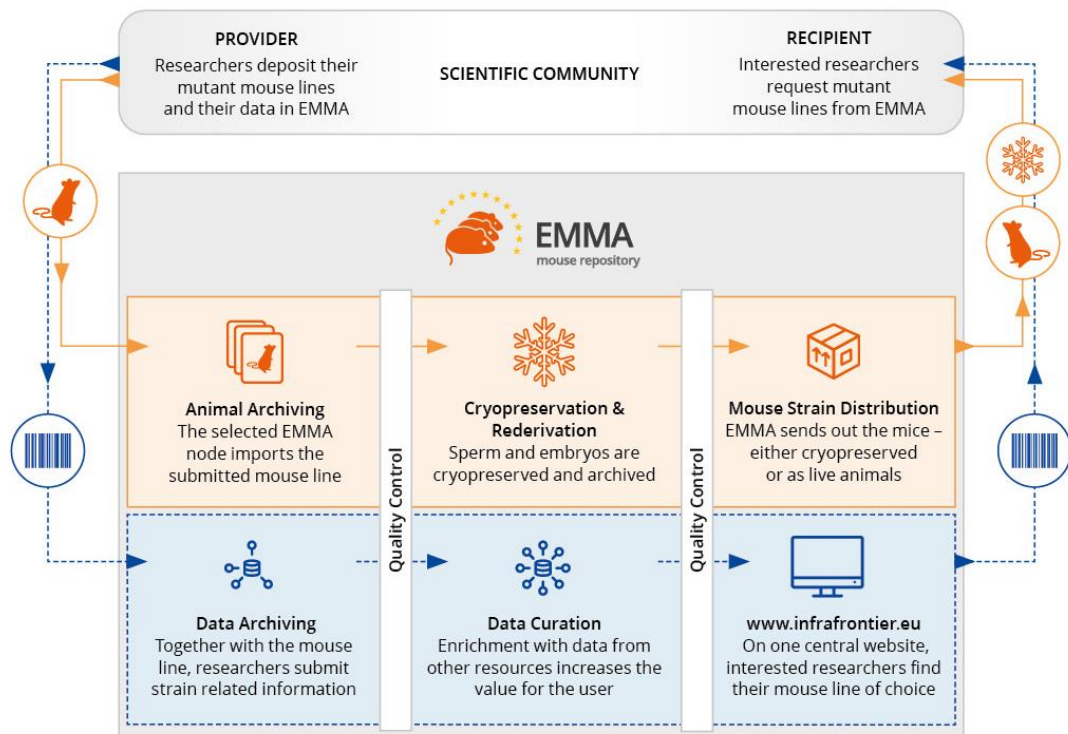 PROVIDER
Researchers deposit their
mutant mouse lines
and their data in EMMA
SCIENTIFIC COMMUNITY
RECIPIENT
Interested researchers
request mutant
mouse lines from EMMA
EMMA
mouse repository
Animal Archiving
The selected EMMA
node imports the
submitted mouse line
Quality Control
Cryopreservation &
Rederivation
Sperm and embryos are
cryopreserved and archived
Quality Control
Mouse Strain Distribution
EMMA sends out the mice –
either cryopreserved
or as live animals
Data Archiving
Together with the mouse
line, researchers submit
strain related information
Data Curation
Enrichment with data from
other resources increases the
value for the user
www.infrafrontier.eu
On one central website,
interested researchers find
their mouse line of choice